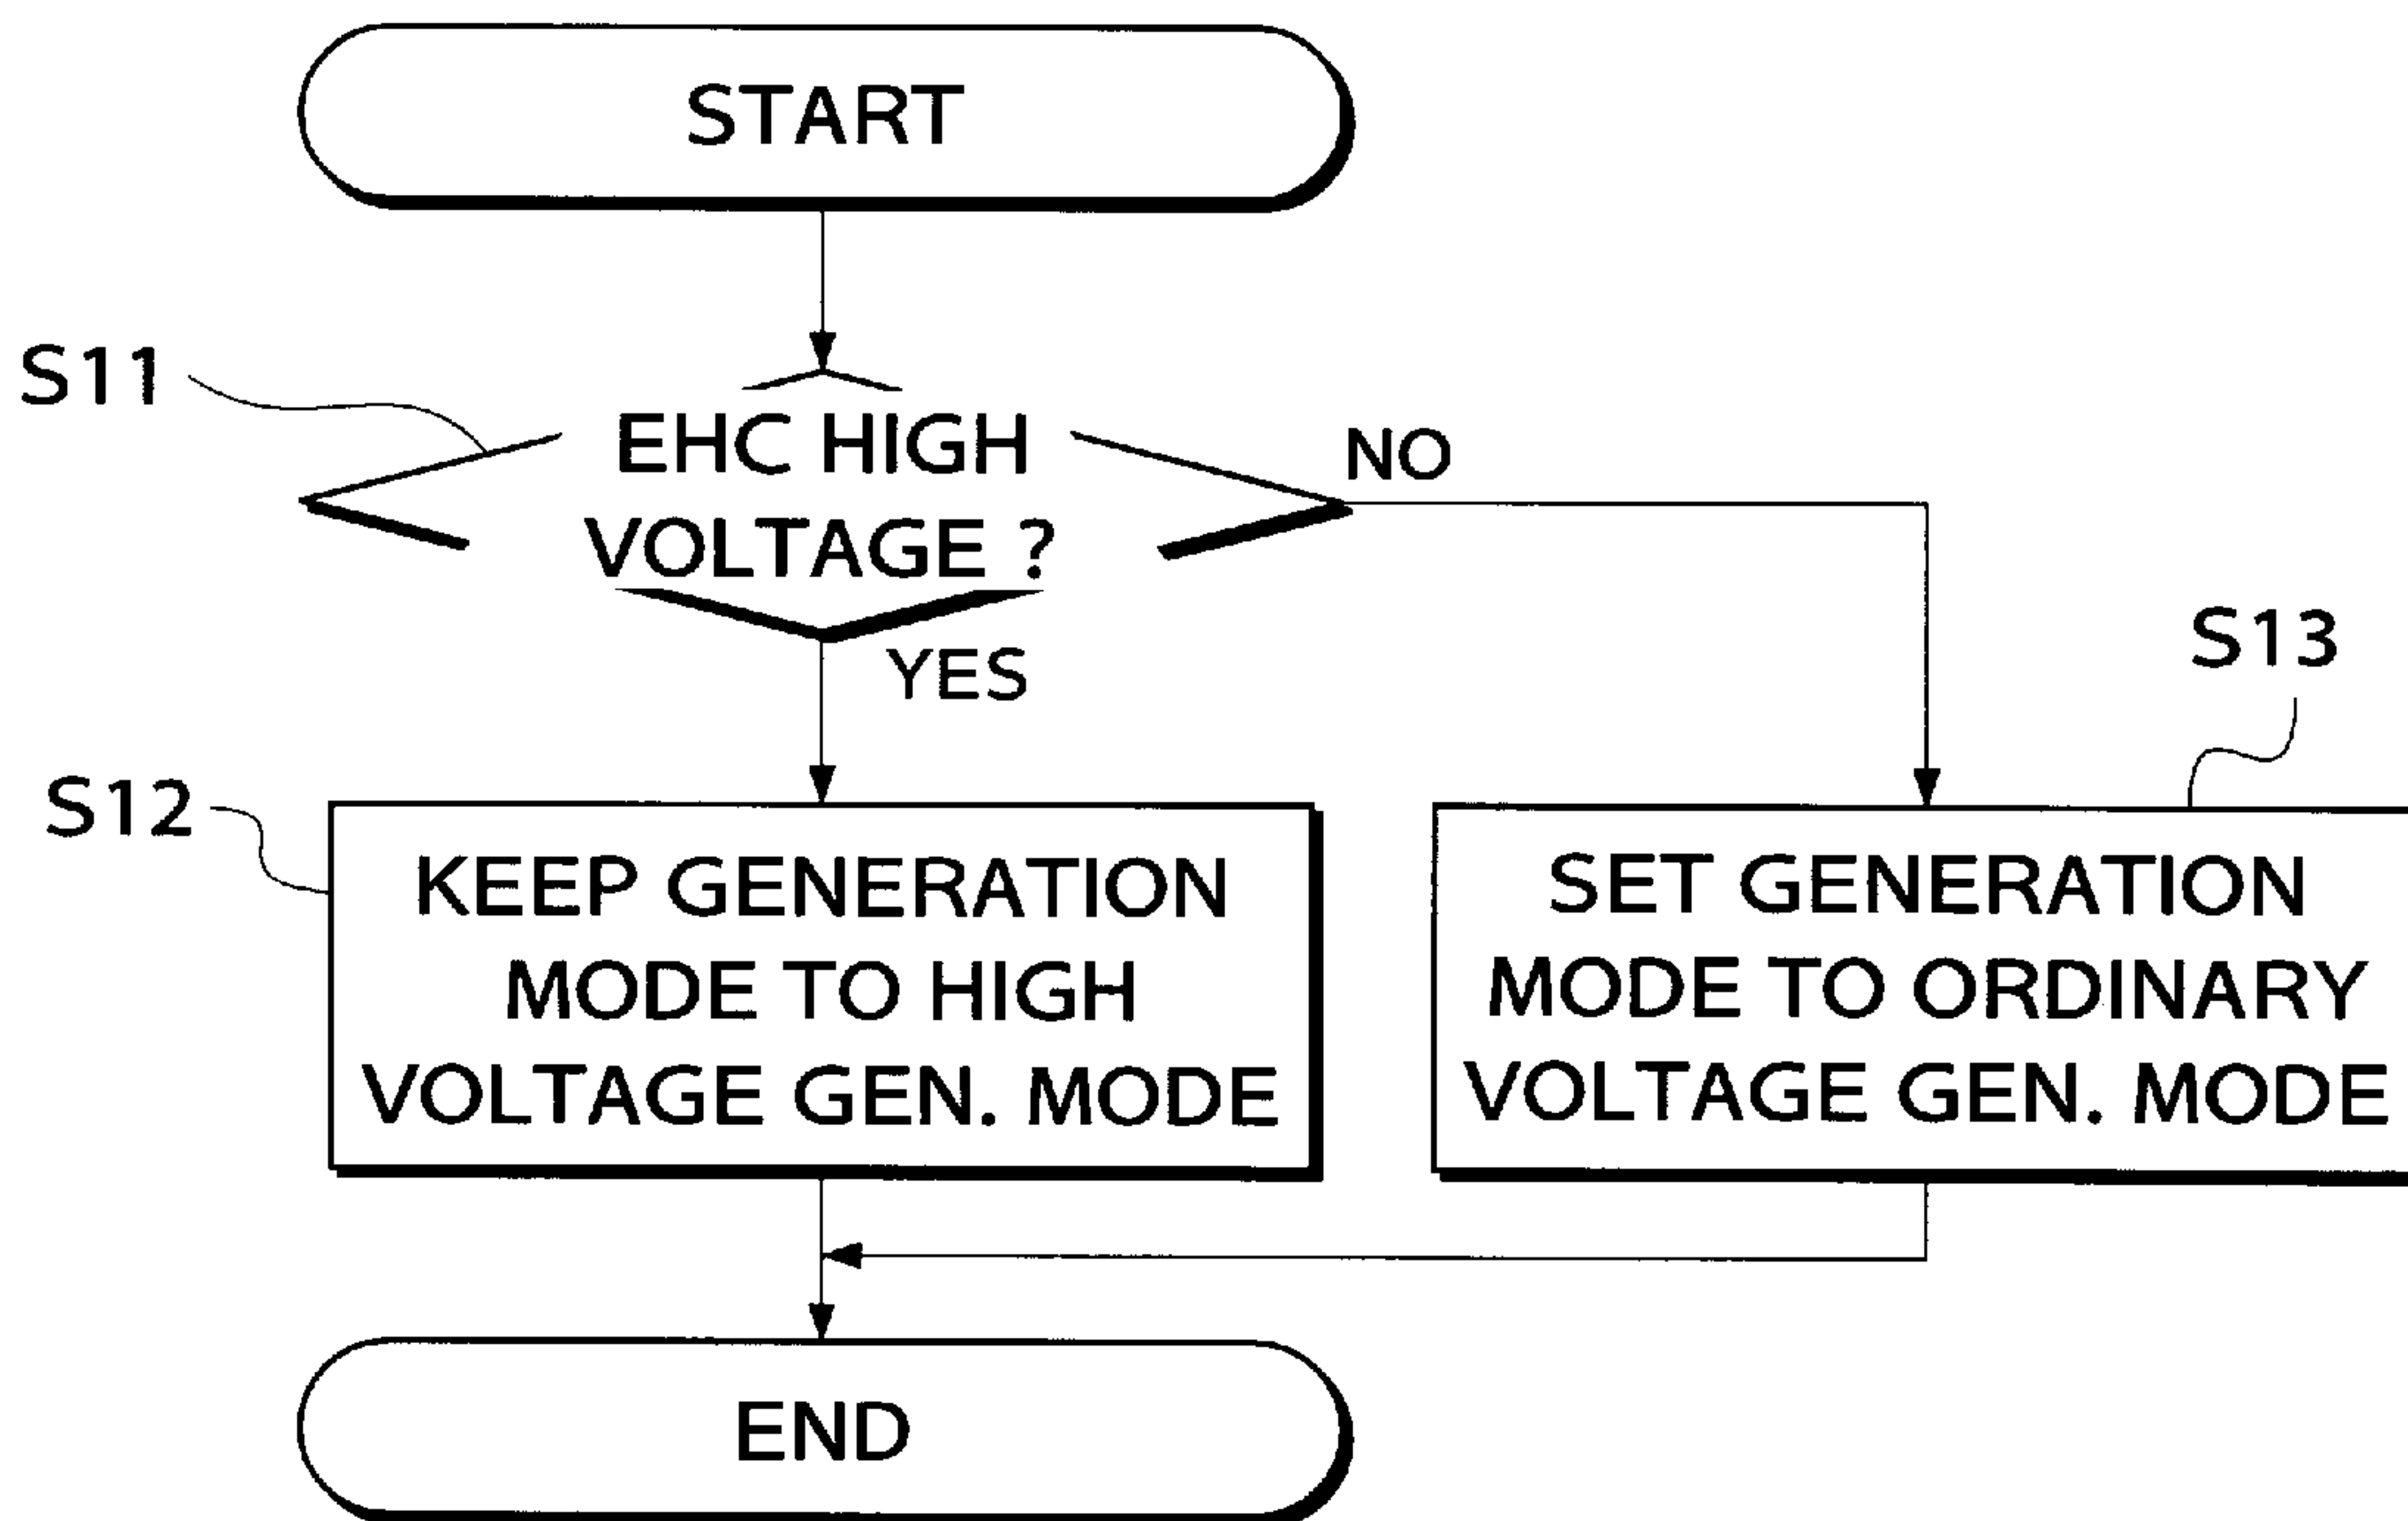 START
S11
EHC HIGH
VOLTAGE ?
NO
YES
S12
KEEP GENERATION
MODE TO HIGH
VOLTAGE GEN. MODE
S13
SET GENERATION
MODE TO ORDINARY
VOLTAGE GEN. MODE
END